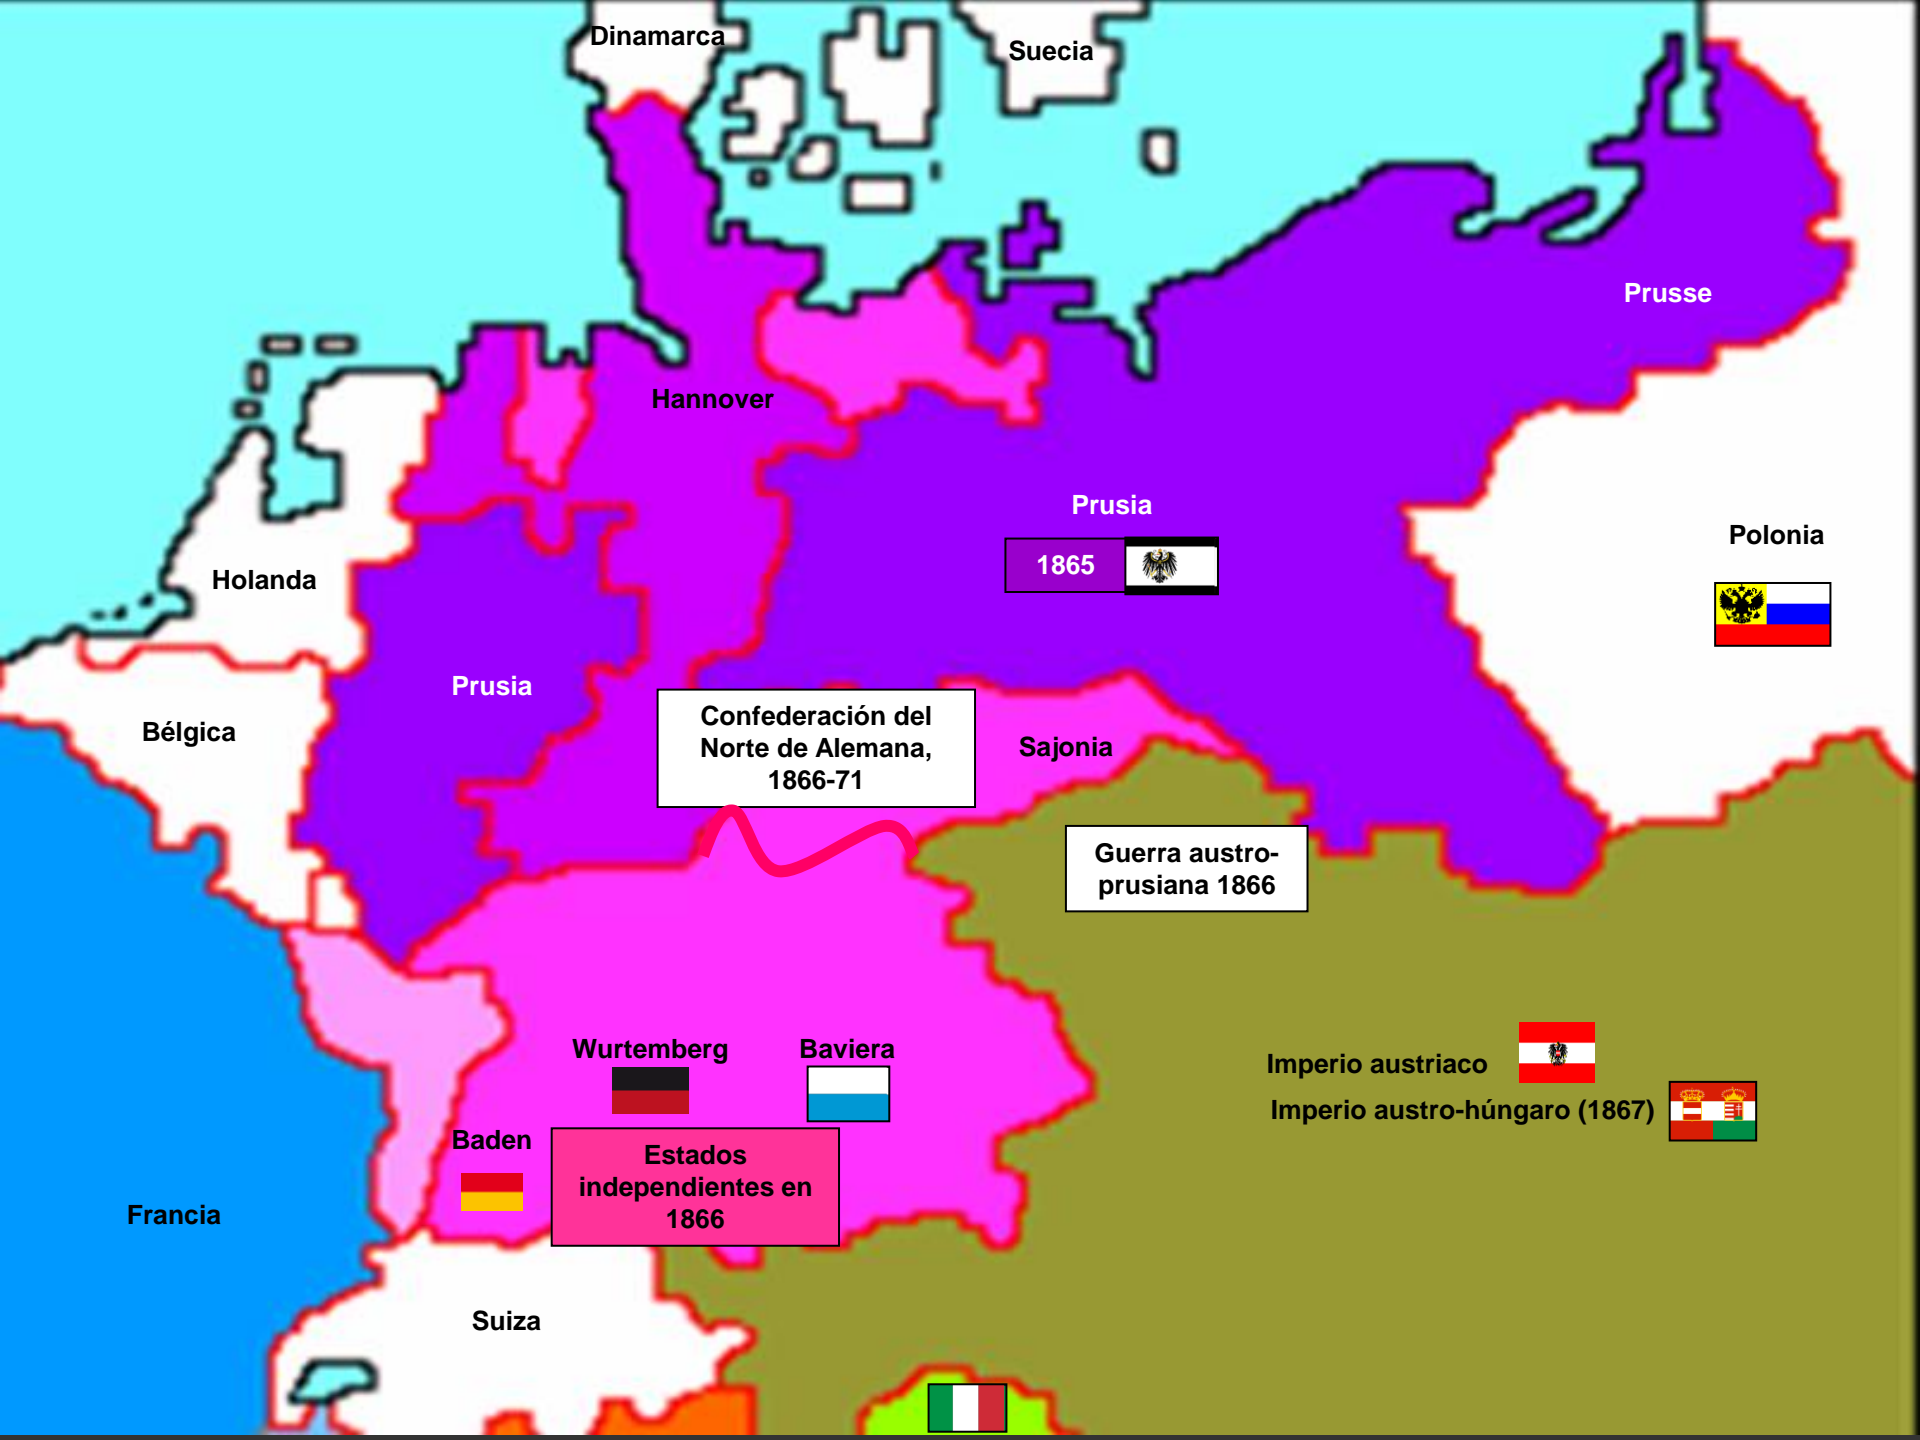 Dinamarca
Suecia
Prusse
Hannover
Prusia
1865
Polonia
Holanda
Prusia
Bélgica
Confederación del
Norte de Alemana,
1866-71
Sajonia
Guerra austro-
prusiana 1866
Wurtemberg
Baviera
Imperio austriaco
Imperio austro-húngaro (1867)
Baden
Estados
independientes en
1866
Francia
Suiza